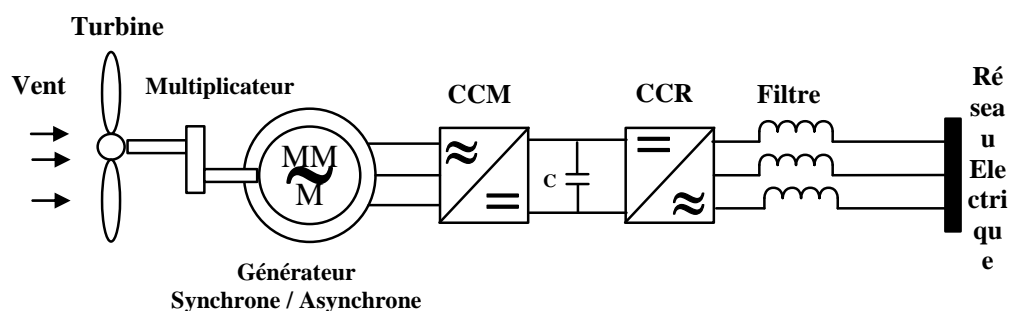 Turbine
Vent
Multiplicateur
CCM
CCR
Filtre
Ré
sea
u
Ele
ctri
qu
e
MM
M
C
Générateur
Synchrone / Asynchrone